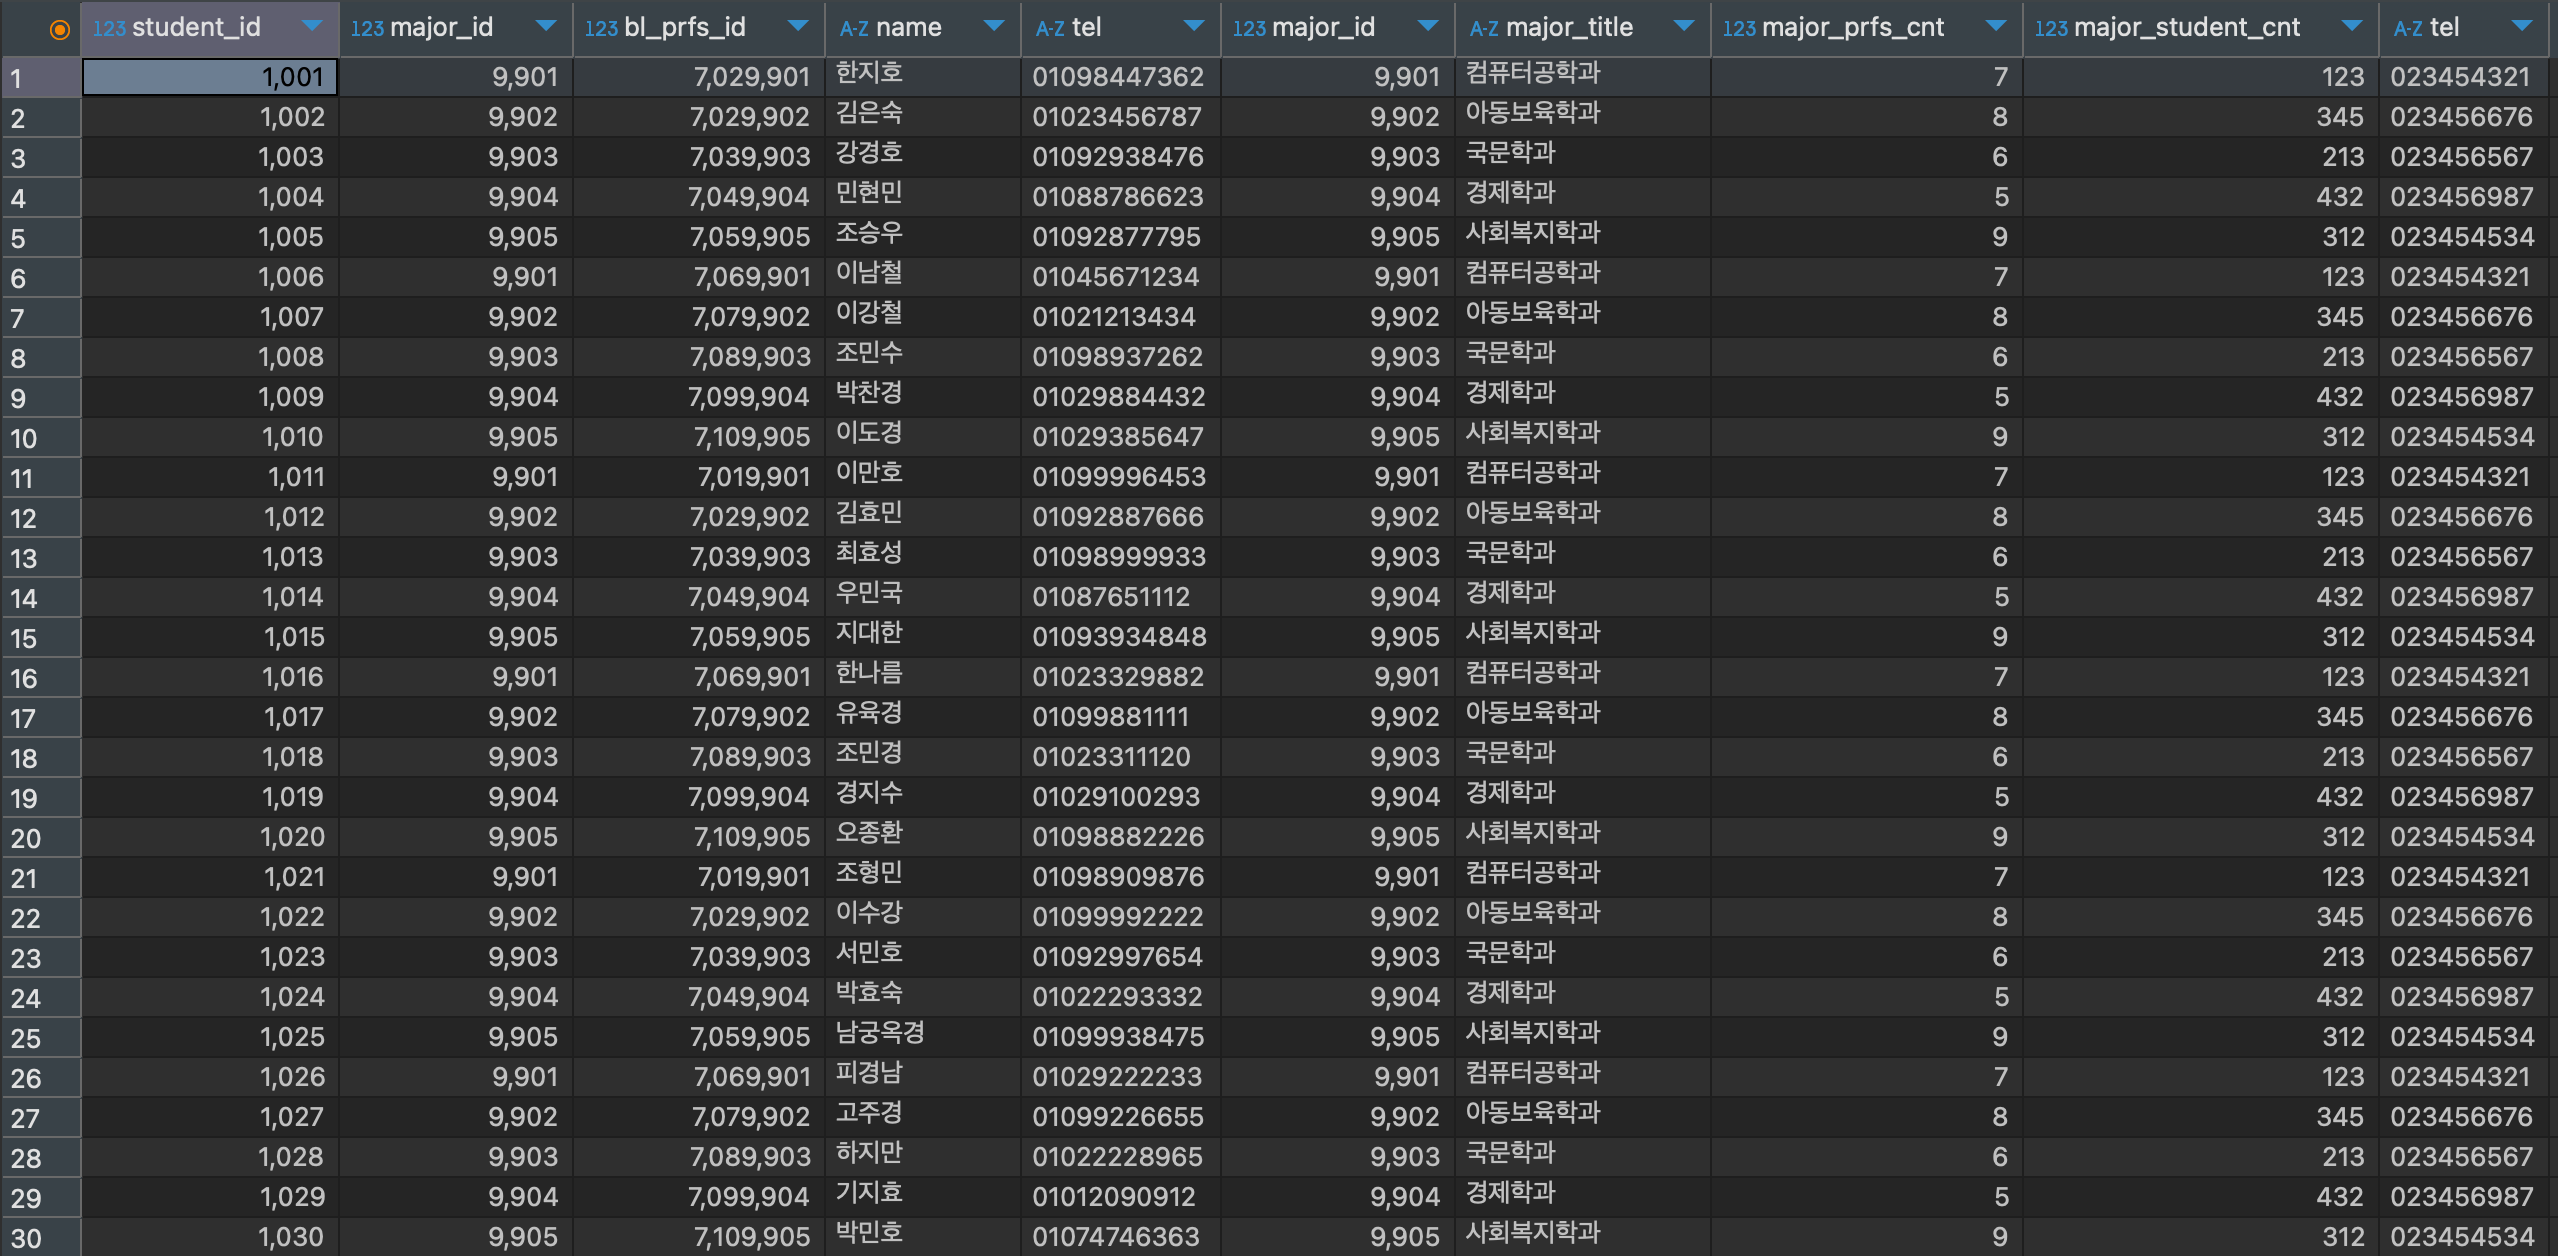 123 student_id 123 major_id 123 bl_prfs_id A-Z name A-Z tel 123 major_id A-Z major_title 123 major_prfs_cnt 123 major_student_cnt A-Z tel
1 1,001 9,901 7,029,901 한지호 01098447362 9,901 컴퓨터공학과 7 123 023454321
2 1,002 9,902 7,029,902 김은숙 01023456787 9,902 아동보육학과 8 345 023456676
3 1,003 9,903 7,039,903 강경호 01092938476 9,903 국문학과 6 213 023456567
4 1,004 9,904 7,049,904 민현민 01088786623 9,904 경제학과 5 432 023456987
5 1,005 9,905 7,059,905 조승우 01092877795 9,905 사회복지학과 9 312 023454534
6 1,006 9,901 7,069,901 이남철 01045671234 9,901 컴퓨터공학과 7 123 023454321
7 1,007 9,902 7,079,902 이강철 01021213434 9,902 아동보육학과 8 345 023456676
8 1,008 9,903 7,089,903 조민수 01098937262 9,903 국문학과 6 213 023456567
9 1,009 9,904 7,099,904 박찬경 01029884432 9,904 경제학과 5 432 023456987
10 1,010 9,905 7,109,905 이도경 01029385647 9,905 사회복지학과 9 312 023454534
11 1,011 9,901 7,019,901 이만호 01099996453 9,901 컴퓨터공학과 7 123 023454321
12 1,012 9,902 7,029,902 김효민 01092887666 9,902 아동보육학과 8 345 023456676
13 1,013 9,903 7,039,903 최효성 01098999933 9,903 국문학과 6 213 023456567
14 1,014 9,904 7,049,904 우민국 01087651112 9,904 경제학과 5 432 023456987
15 1,015 9,905 7,059,905 지대한 01093934848 9,905 사회복지학과 9 312 023454534
16 1,016 9,901 7,069,901 한나름 01023329882 9,901 컴퓨터공학과 7 123 023454321
17 1,017 9,902 7,079,902 유육경 01099881111 9,902 아동보육학과 8 345 023456676
18 1,018 9,903 7,089,903 조민경 01023311120 9,903 국문학과 6 213 023456567
19 1,019 9,904 7,099,904 경지수 01029100293 9,904 경제학과 5 432 023456987
20 1,020 9,905 7,109,905 오종환 01098882226 9,905 사회복지학과 9 312 023454534
21 1,021 9,901 7,019,901 조형민 01098909876 9,901 컴퓨터공학과 7 123 023454321
22 1,022 9,902 7,029,902 이수강 01099992222 9,902 아동보육학과 8 345 023456676
23 1,023 9,903 7,039,903 서민호 01092997654 9,903 국문학과 6 213 023456567
24 1,024 9,904 7,049,904 박효숙 01022293332 9,904 경제학과 5 432 023456987
25 1,025 9,905 7,059,905 남궁옥경 01099938475 9,905 사회복지학과 9 312 023454534
26 1,026 9,901 7,069,901 피경남 01029222233 9,901 컴퓨터공학과 7 123 023454321
27 1,027 9,902 7,079,902 고주경 01099226655 9,902 아동보육학과 8 345 023456676
28 1,028 9,903 7,089,903 하지만 01022228965 9,903 국문학과 6 213 023456567
29 1,029 9,904 7,099,904 기지효 01012090912 9,904 경제학과 5 432 023456987
30 1,030 9,905 7,109,905 박민호 01074746363 9,905 사회복지학과 9 312 023454534